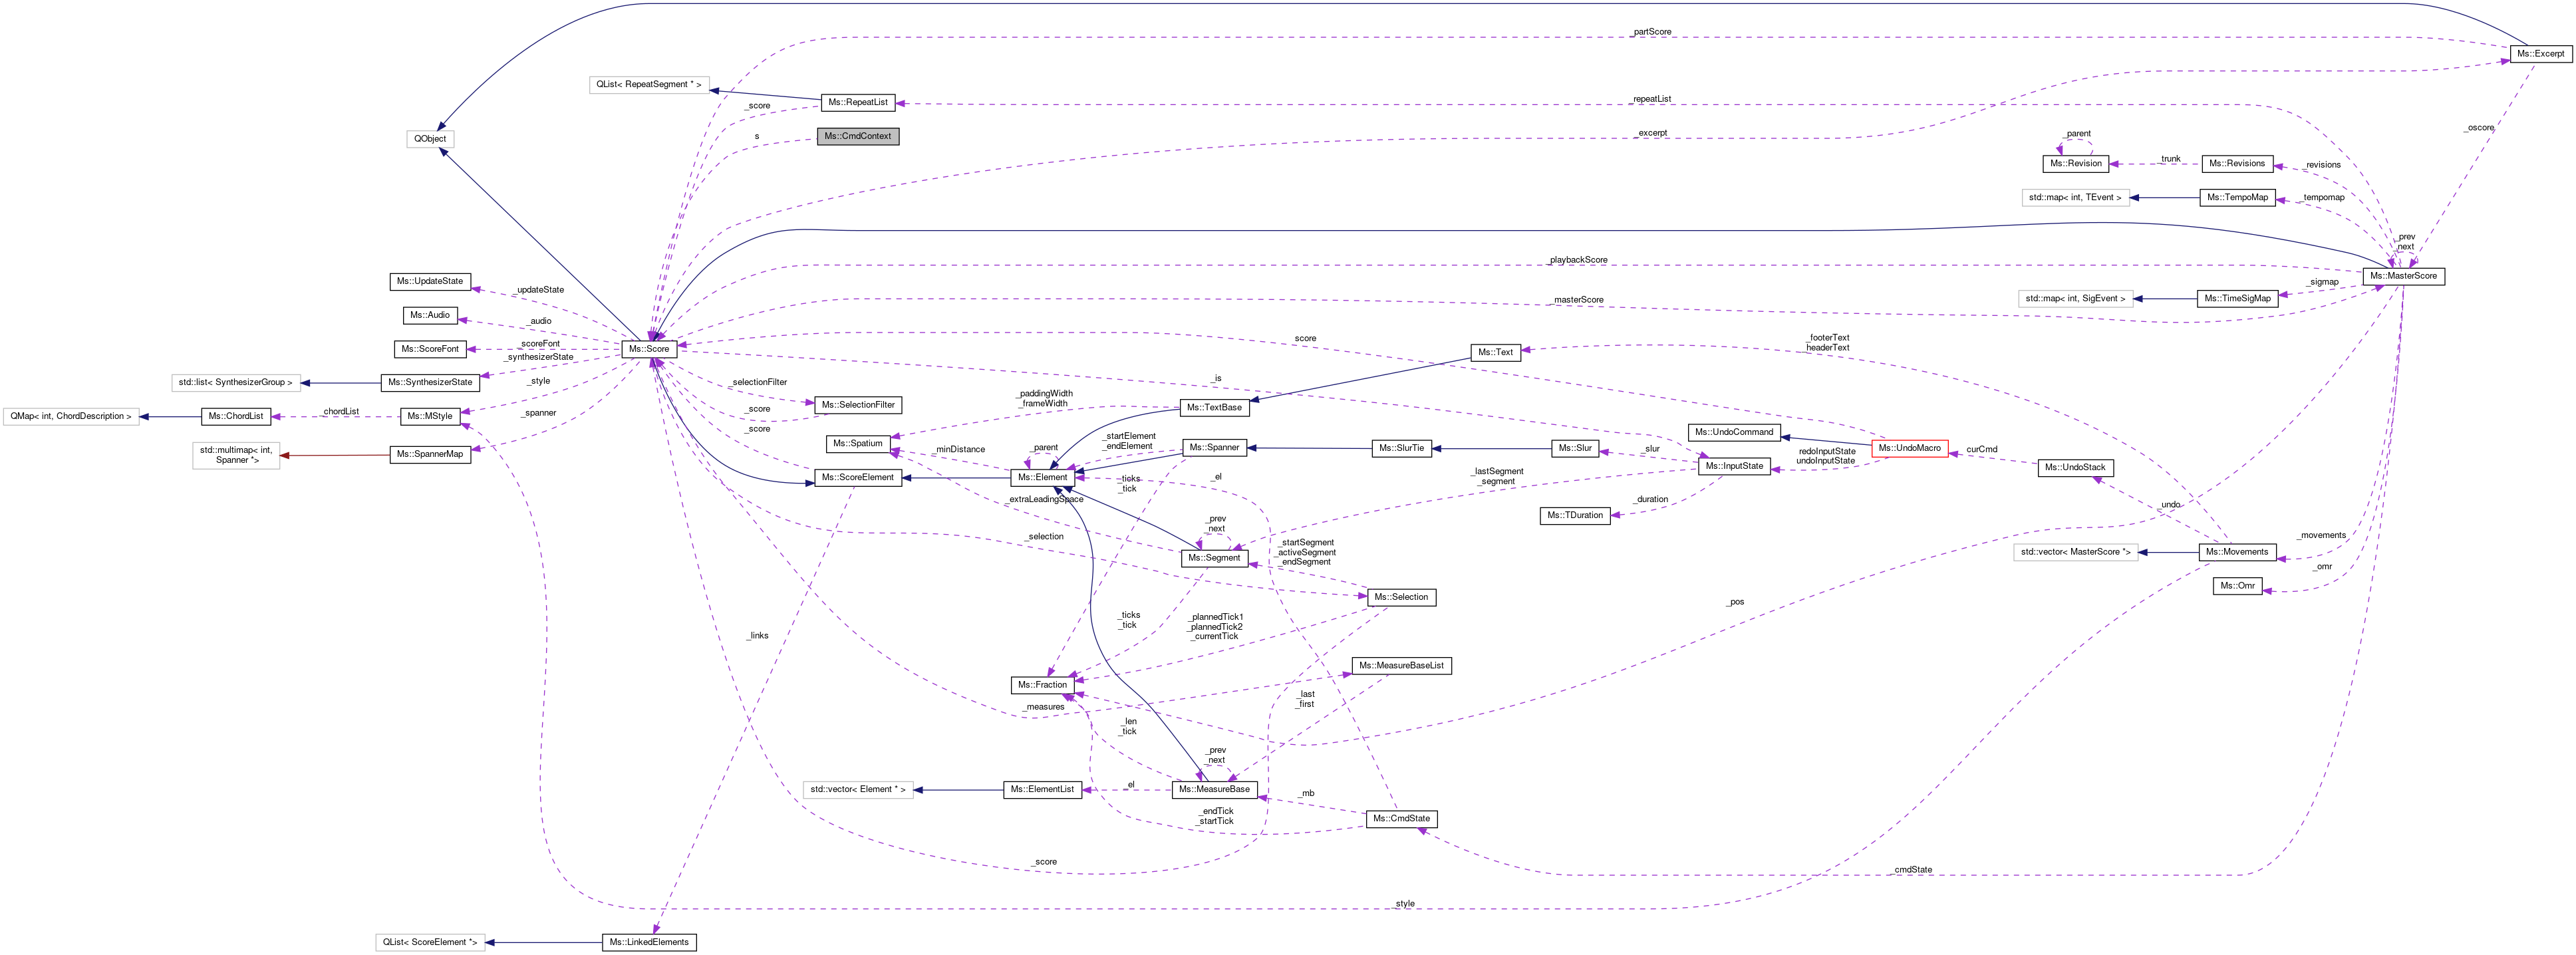 _partScore
Ms::Excerpt
QList< RepeatSegment * >
Ms::RepeatList
_score
_repeatList
Ms::CmdContext
s
_excerpt
_oscore
QObject
_parent
Ms::Revision
_trunk
Ms::Revisions
_revisions
std::map< int, TEvent >
Ms::TempoMap
_tempomap
_prev
_next
_playbackScore
Ms::MasterScore
Ms::UpdateState
_updateState
_sigmap
std::map< int, SigEvent >
Ms::TimeSigMap
_masterScore
Ms::Audio
_audio
Ms::ScoreFont
_scoreFont
Ms::Score
score
_footerText
_headerText
Ms::Text
_synthesizerState
std::list< SynthesizerGroup >
Ms::SynthesizerState
_style
_selectionFilter
_is
_paddingWidth
_frameWidth
QMap< int, ChordDescription >
Ms::ChordList
_chordList
Ms::MStyle
_spanner
Ms::SelectionFilter
_score
Ms::TextBase
_score
Ms::UndoCommand
std::multimap< int,
Spanner *>
Ms::SpannerMap
Ms::Spatium
_minDistance
_parent
_startElement
_endElement
Ms::Spanner
Ms::SlurTie
Ms::Slur
_slur
Ms::UndoMacro
curCmd
redoInputState
undoInputState
Ms::InputState
Ms::UndoStack
Ms::ScoreElement
Ms::Element
_ticks
_tick
_el
_lastSegment
_segment
_extraLeadingSpace
_duration
Ms::TDuration
_undo
_prev
_next
_selection
_startSegment
_activeSegment
_endSegment
_movements
std::vector< MasterScore *>
Ms::Movements
Ms::Segment
_omr
Ms::Omr
Ms::Selection
_pos
_ticks
_tick
_plannedTick1
_plannedTick2
_currentTick
_links
Ms::MeasureBaseList
Ms::Fraction
_measures
_last
_first
_len
_tick
_prev
_next
std::vector< Element * >
Ms::ElementList
_el
Ms::MeasureBase
_mb
_endTick
_startTick
Ms::CmdState
_score
_cmdState
_style
QList< ScoreElement *>
Ms::LinkedElements